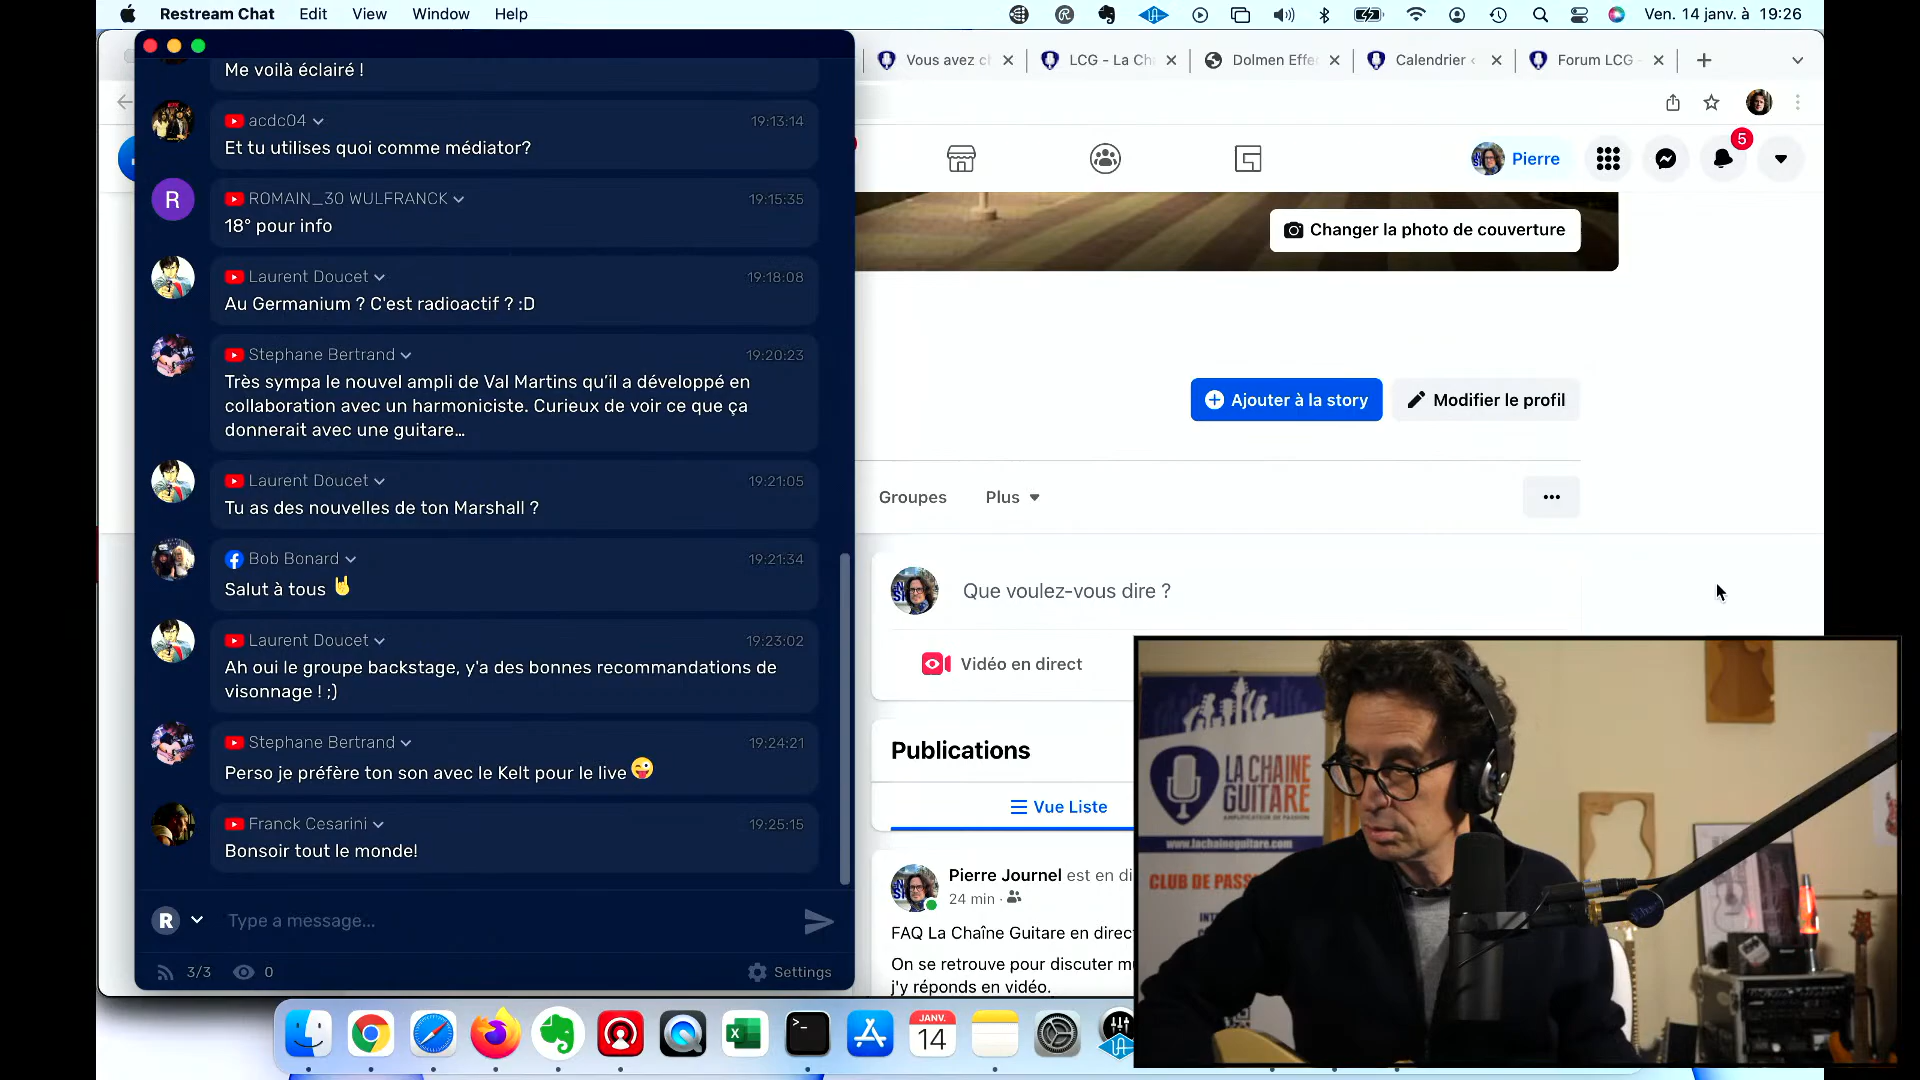 Restream Chat Edit View Window Help
Ven. 14 janv. à 19:26
Vous avez c
LCG - La Ch
Dolmen Effe
Calendrier
Forum LCG
Me voilà éclairé !
acdc04 19:13:14
Et tu utilises quoi comme médiator?
R
ROMAIN_30 WULFRANCK 19:15:35
18° pour info
Laurent Doucet 19:18:08
Au Germanium ? C'est radioactif ? :D
Stephane Bertrand 19:20:23
Très sympa le nouvel ampli de Val Martins qu’il a développé en
collaboration avec un harmoniciste. Curieux de voir ce que ça
donnerait avec une guitare...
Laurent Doucet 19:21:05
Tu as des nouvelles de ton Marshall ?
Bob Bonard 19:21:34
Salut à tous 🤘
Laurent Doucet 19:23:02
Ah oui le groupe backstage, y'a des bonnes recommandations de
visonnage ! ;)
Stephane Bertrand 19:24:21
Perso je préfère ton son avec le Kelt pour le live 😜
Franck Cesarini 19:25:15
Bonsoir tout le monde!
R
Type a message...
3/3 0 Settings
Pierre
5
Changer la photo de couverture
Ajouter à la story
Modifier le profil
Groupes
Plus
Que voulez-vous dire ?
Vidéo en direct
Publications
Vue Liste
Pierre Journel est en di
24 min
FAQ La Chaîne Guitare en direct
On se retrouve pour discuter m
j'y réponds en vidéo.
LA CHAINE
GUITARE
AMPLIFICATEUR DE PASSION
www.lachaineguitare.com
CLUB DE PASS
JANV.
14